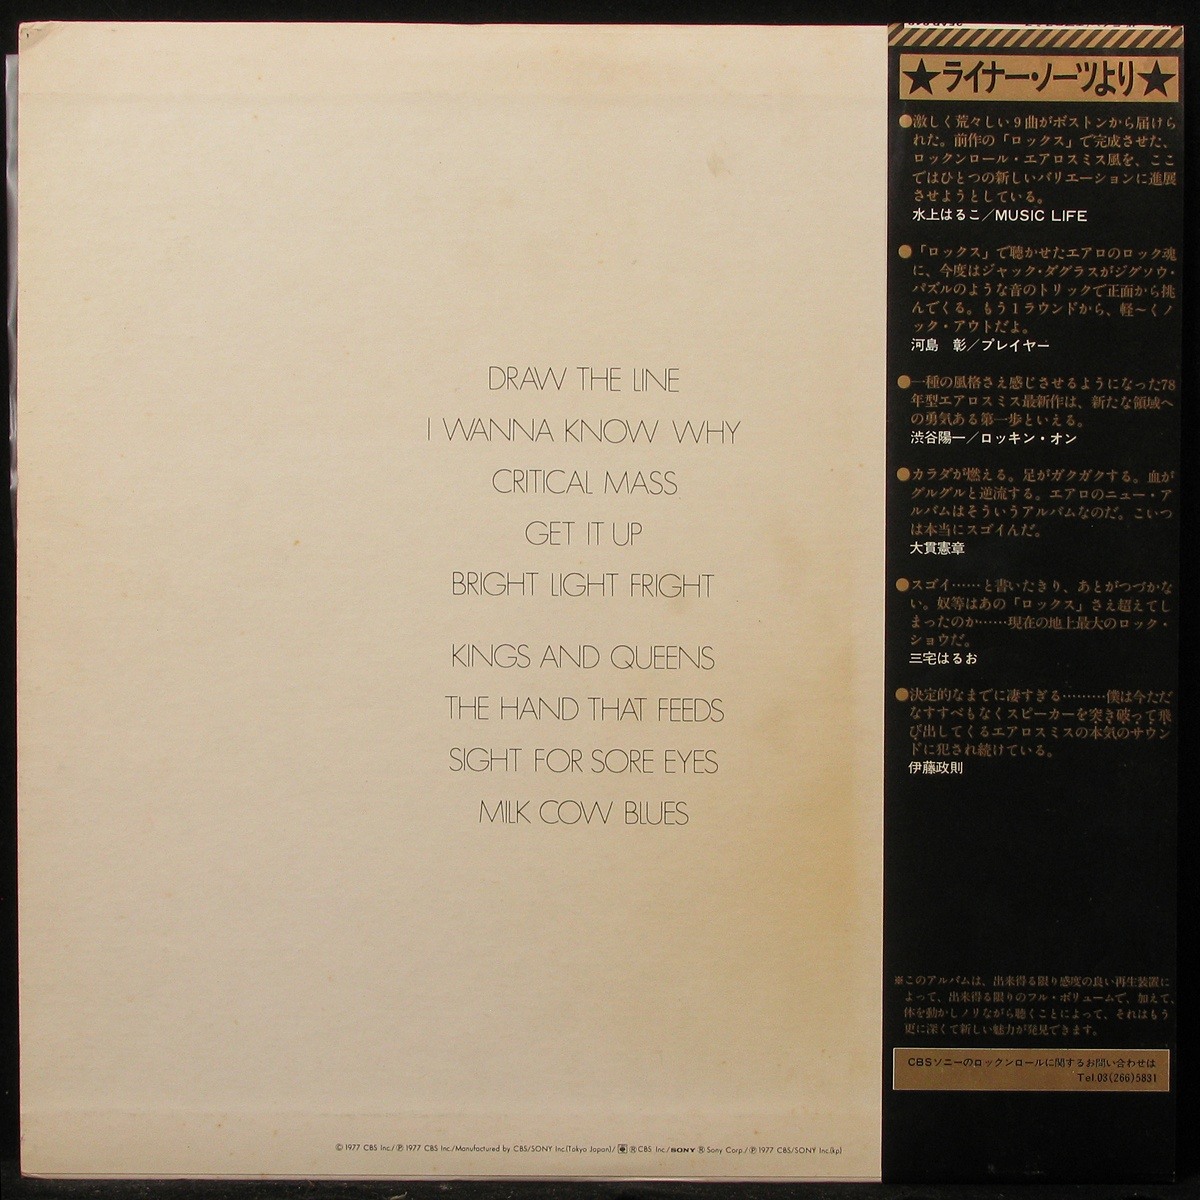 DRAW THE LINE
I WANNA KNOW WHY
CRITICAL MASS
GET IT UP
BRIGHT LIGHT FRIGHT
KINGS AND QUEENS
THE HAND THAT FEEDS
SIGHT FOR SORE EYES
MILK COW BLUES
©1977 CBS Inc./Ⓟ1977 CBS Inc./Manufactured by CBS/SONY Inc.(Tokyo Japan)/ ®CBS Inc./SONY ®Sony Corp./Ⓟ1977 CBS/SONY Inc.(kp)
★ライナー・ノーツより★
●激しく荒々しい9曲がボストンから届けら
れた。前作の「ロックス」で完成させた、
ロックンロール・エアロスミス風を、ここ
ではひとつの新しいバリエーションに進展
させようとしている。
水上はるこ／MUSIC LIFE
●「ロックス」で聴かせたエアロのロック魂
に、今度はジャック・ダグラスがジグソウ・
パズルのような音のトリックで正面から挑
んでくる。もう1ラウンドから、軽〜くノ
ック・アウトだよ。
河島 彰／プレイヤー
●一種の風格さえ感じさせるようになった78
年型エアロスミス最新作は、新たな領域へ
の勇気ある第一歩といえる。
渋谷陽一／ロッキン・オン
●カラダが燃える。足がガクガクする。血が
グルグルと逆流する。エアロのニュー・ア
ルバムはそういうアルバムなのだ。こいつ
は本当にスゴイんだ。
大貫憲章
●スゴイ……と書いたきり、あとがつづかな
い。奴等はあの「ロックス」さえ超えてし
まったのか……現在の地上最大のロック・
ショウだ。
三宅はるお
●決定的なまでに凄すぎる………僕は今ただ
なすすべもなくスピーカーを突き破って飛
び出してくるエアロスミスの本気のサウン
ドに犯され続けている。
伊藤政則
※このアルバムは、出来得る限り感度の良い再生装置に
よって、出来得る限りのフル・ボリュームで、加えて、
体を動かしノリながら聴くことによって、それはもう
更に深くて新しい魅力が発見できます。
CBSソニーのロックンロールに関するお問い合わせは
Tel.03(266)5831